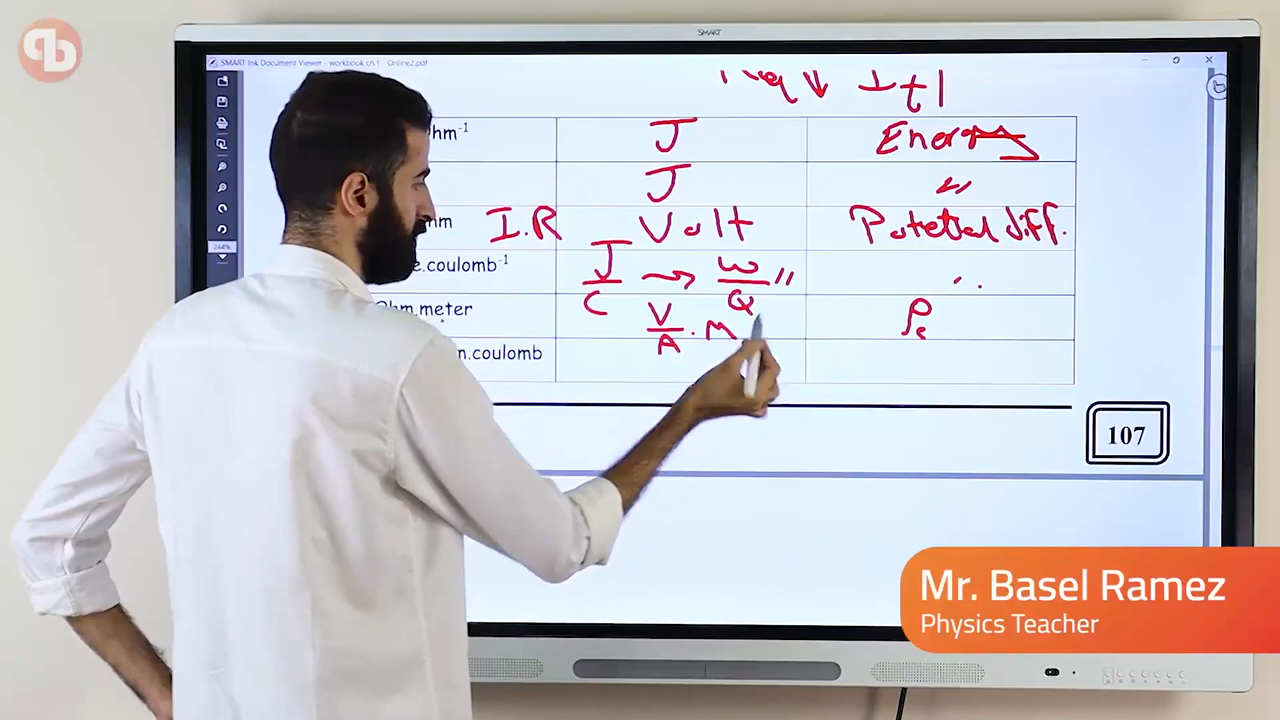 SMART
SMART Ink Document Viewer - workbook ch.1 Online2.pdf
hm⁻¹ J Energy
J "
hm I.R Volt Potential diff.
e.coulomb⁻¹ J/C → W/Q "
244%
Ohm.meter V/A . M ρe
m.coulomb
107
Mr. Basel Ramez
Physics Teacher